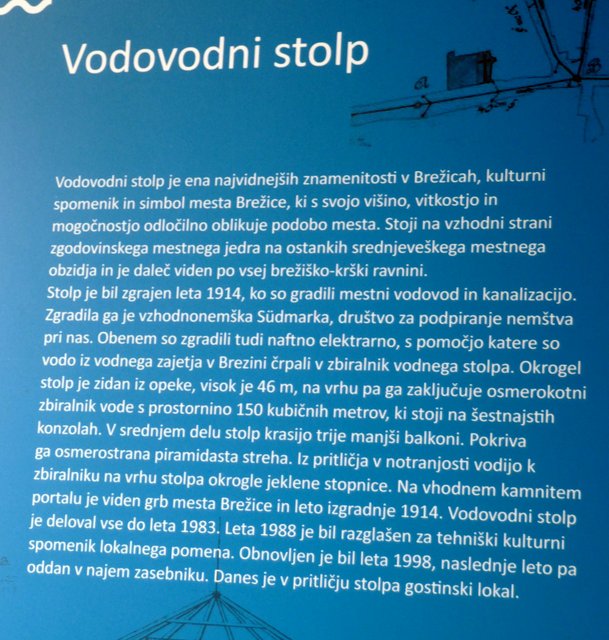 Vodovodni stolp
Vodovodni stolp je ena najvidnejših znamenitosti v Brežicah, kulturni
spomenik in simbol mesta Brežice, ki s svojo višino, vitkostjo in
mogočnostjo odločilno oblikuje podobo mesta. Stoji na vzhodni strani
zgodovinskega mestnega jedra na ostankih srednjeveškega mestnega
obzidja in je daleč viden po vsej brežiško-krški ravnini.
Stolp je bil zgrajen leta 1914, ko so gradili mestni vodovod in kanalizacijo.
Zgradila ga je vzhodnonemška Südmarka, društvo za podpiranje nemštva
pri nas. Obenem so zgradili tudi naftno elektrarno, s pomočjo katere so
vodo iz vodnega zajetja v Brezini črpali v zbiralnik vodnega stolpa. Okrogel
stolp je zidan iz opeke, visok je 46 m, na vrhu pa ga zaključuje osmerokotni
zbiralnik vode s prostornino 150 kubičnih metrov, ki stoji na šestnajstih
konzolah. V srednjem delu stolp krasijo trije manjši balkoni. Pokriva
ga osmerostrana piramidasta streha. Iz pritličja v notranjosti vodijo k
zbiralniku na vrhu stolpa okrogle jeklene stopnice. Na vhodnem kamnitem
portalu je viden grb mesta Brežice in leto izgradnje 1914. Vodovodni stolp
je deloval vse do leta 1983. Leta 1988 je bil razglašen za tehniški kulturni
spomenik lokalnega pomena. Obnovljen je bil leta 1998, naslednje leto pa
oddan v najem zasebniku. Danes je v pritličju stolpa gostinski lokal.